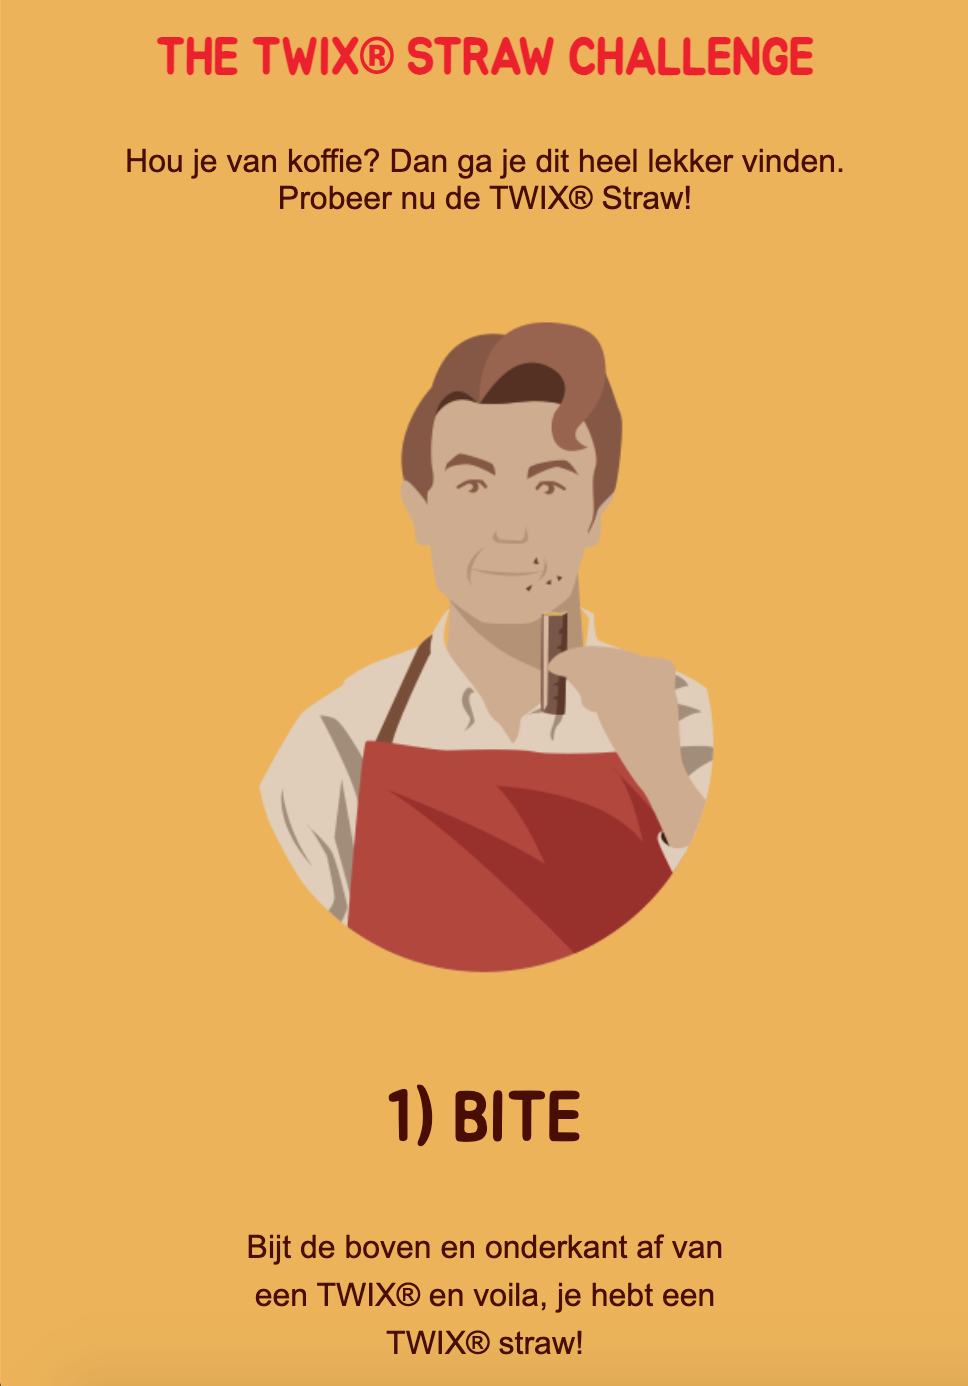 THE TWIX® STRAW CHALLENGE
Hou je van koffie? Dan ga je dit heel lekker vinden.
Probeer nu de TWIX® Straw!
1) BITE
Bijt de boven en onderkant af van
een TWIX® en voila, je hebt een
TWIX® straw!